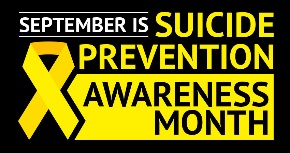 SEPTEMBER IS SUICIDE
PREVENTION
AWARENESS
MONTH